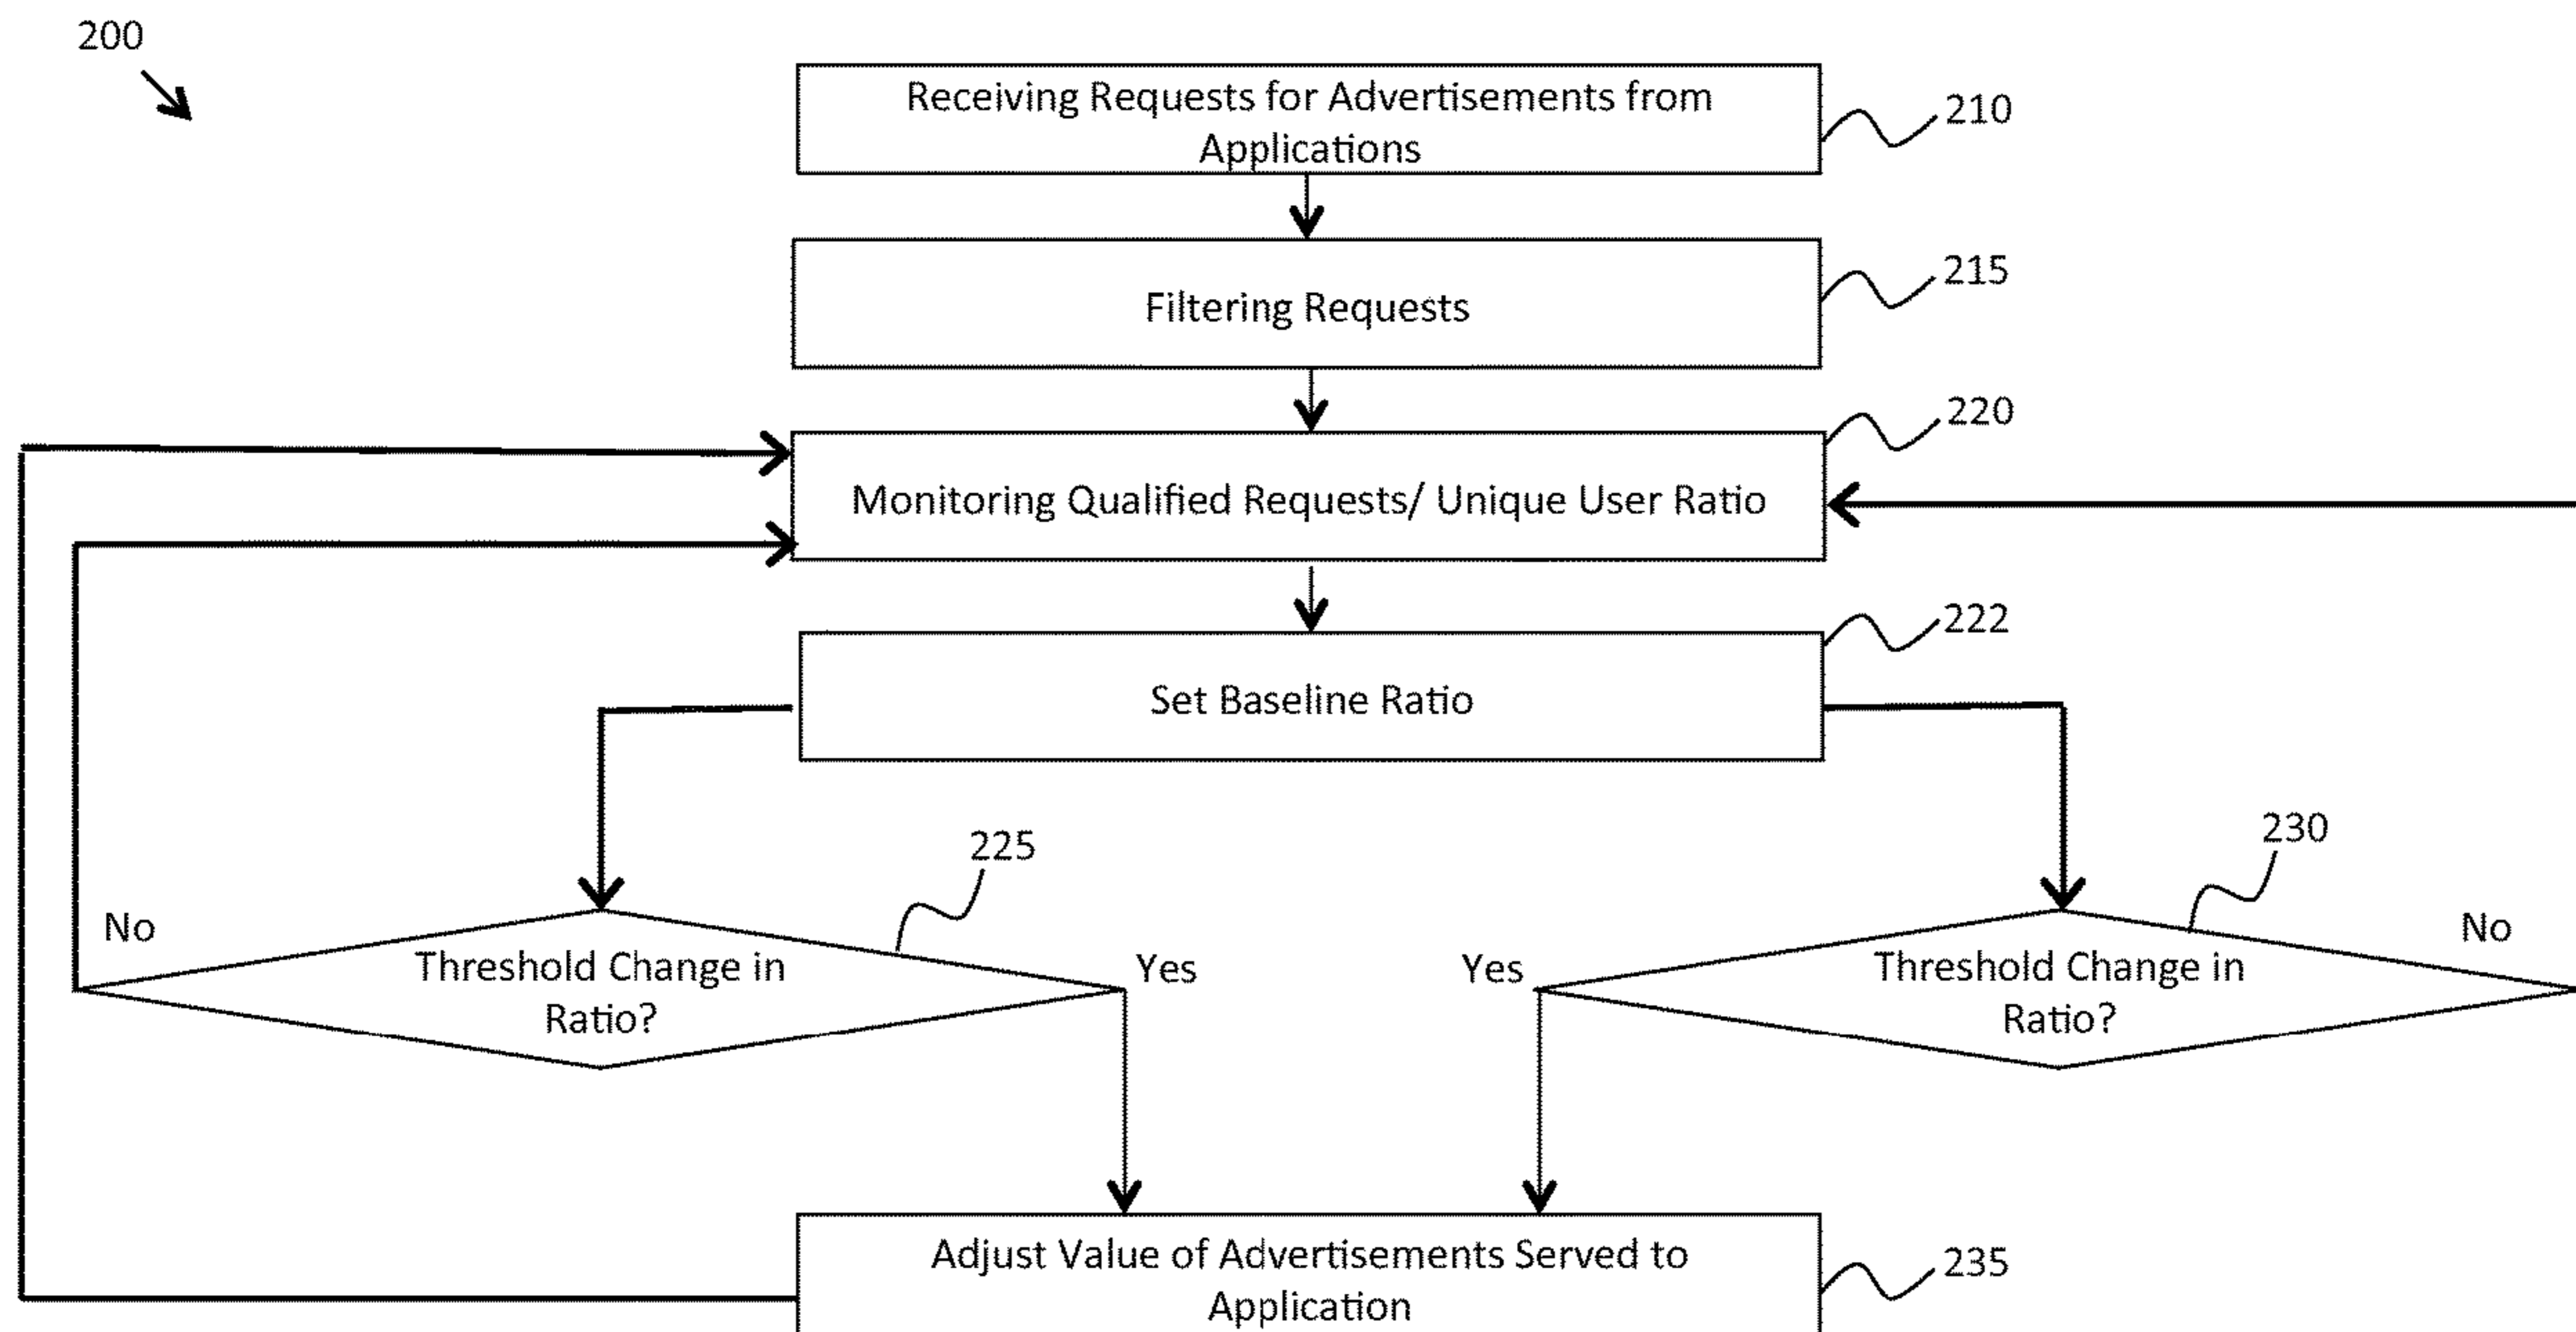 200
Receiving Requests for Advertisements from
Applications
210
Filtering Requests
215
Monitoring Qualified Requests/ Unique User Ratio
220
Set Baseline Ratio
222
No
Threshold Change in
Ratio?
225
Yes
Yes
Threshold Change in
Ratio?
230
No
Adjust Value of Advertisements Served to
Application
235